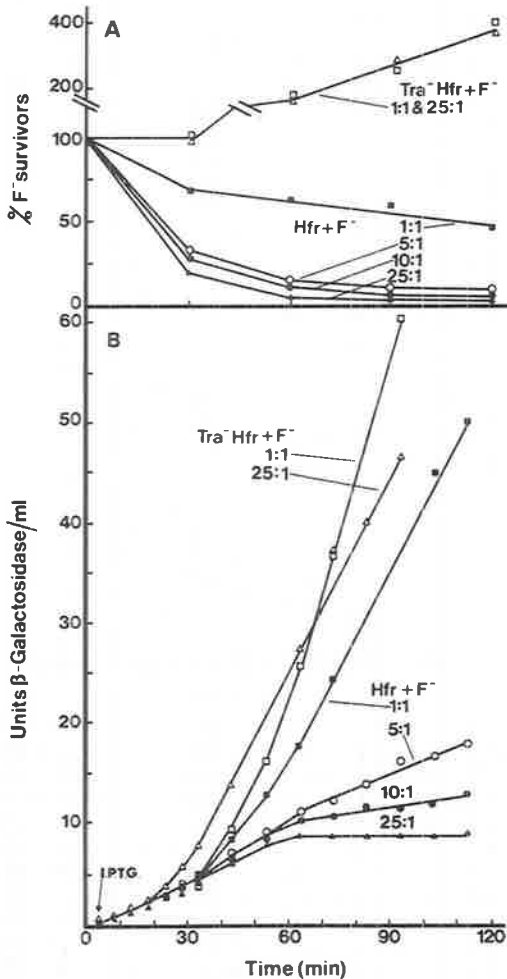 A
400
200
100
50
0
% F⁻ survivors
Tra⁻ Hfr + F⁻
1:1 & 25:1
Hfr + F⁻
1:1
5:1
10:1
25:1
B
60
50
40
30
20
10
0
Units β-Galactosidase/ml
Tra⁻ Hfr + F⁻
1:1
25:1
Hfr + F⁻
1:1
5:1
10:1
25:1
IPTG
0 30 60 90 120
Time (min)